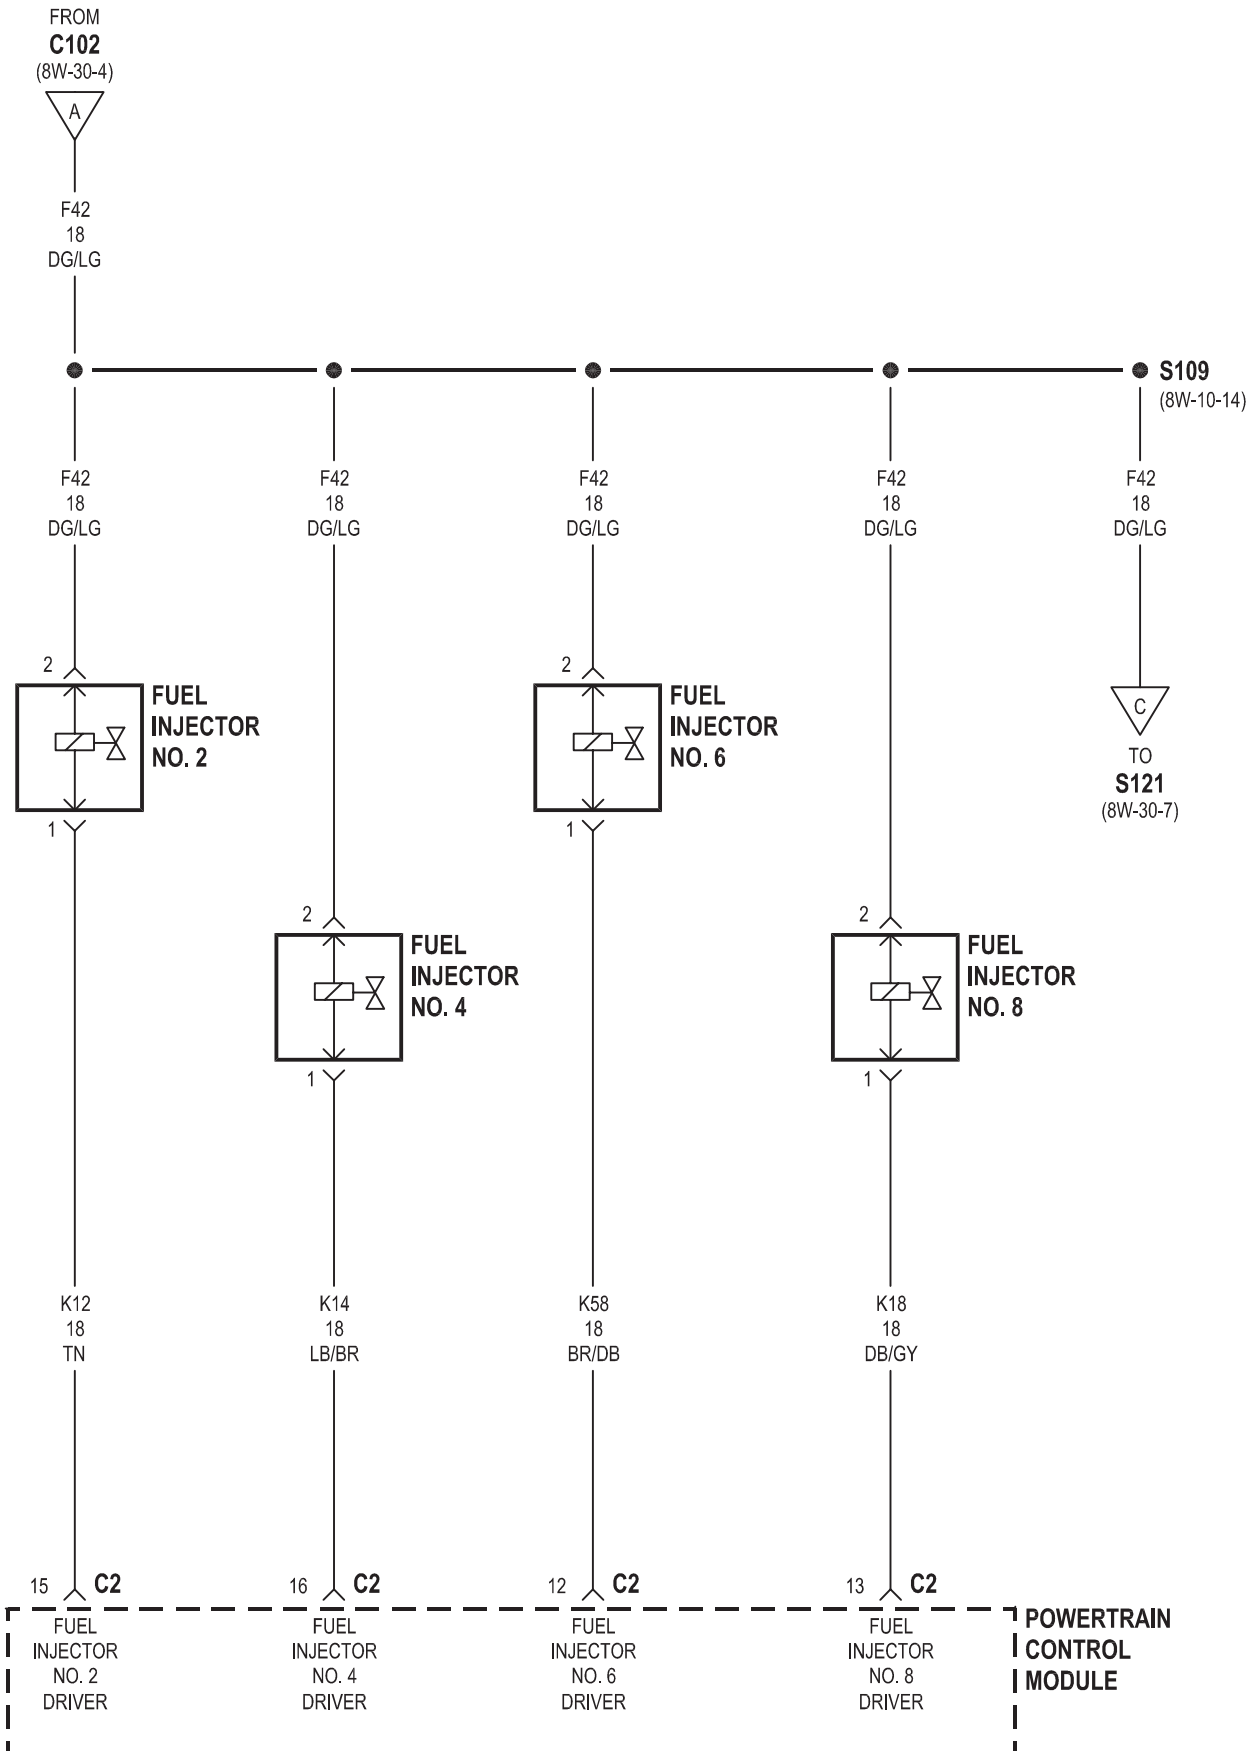 FROM
C102
(8W-30-4)
A
F42
18
DG/LG
S109
(8W-10-14)
F42
18
DG/LG
F42
18
DG/LG
F42
18
DG/LG
F42
18
DG/LG
F42
18
DG/LG
2
FUEL
INJECTOR
NO. 2
1
2
FUEL
INJECTOR
NO. 6
1
C
TO
S121
(8W-30-7)
2
FUEL
INJECTOR
NO. 4
1
2
FUEL
INJECTOR
NO. 8
1
K12
18
TN
K14
18
LB/BR
K58
18
BR/DB
K18
18
DB/GY
15 C2
16 C2
12 C2
13 C2
FUEL
INJECTOR
NO. 2
DRIVER
FUEL
INJECTOR
NO. 4
DRIVER
FUEL
INJECTOR
NO. 6
DRIVER
FUEL
INJECTOR
NO. 8
DRIVER
POWERTRAIN
CONTROL
MODULE